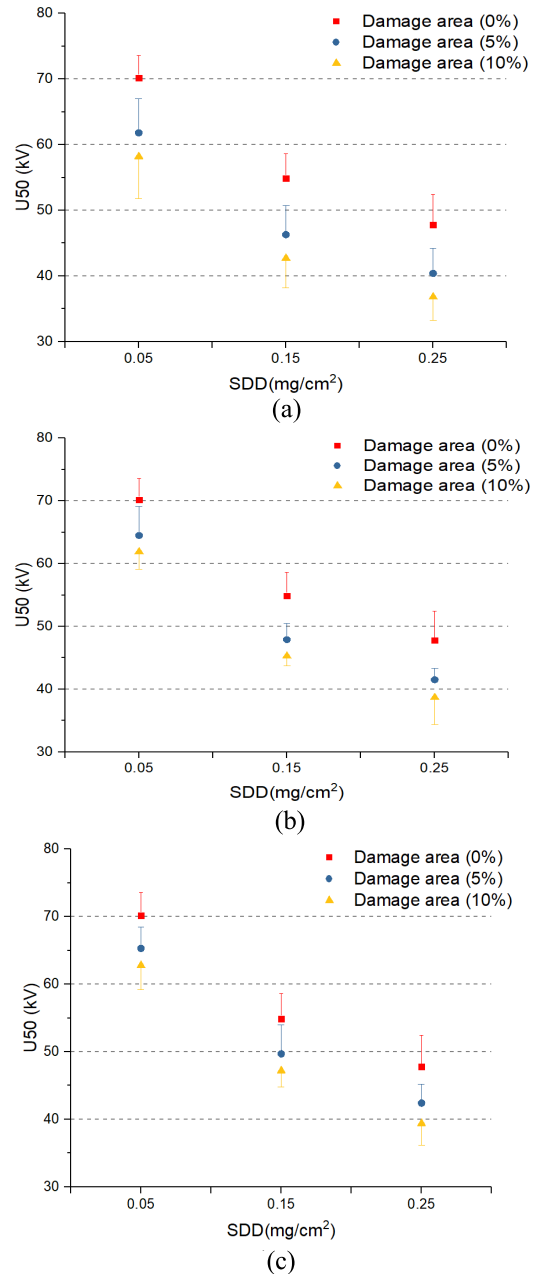 80
Damage area (0%)
Damage area (5%)
Damage area (10%)
70
60
50
40
30
U50 (kV)
0.05 0.15 0.25
SDD(mg/cm²)
(a)
80
Damage area (0%)
Damage area (5%)
Damage area (10%)
70
60
50
40
30
U50 (kV)
0.05 0.15 0.25
SDD(mg/cm²)
(b)
80
Damage area (0%)
Damage area (5%)
Damage area (10%)
70
60
50
40
30
U50 (kV)
0.05 0.15 0.25
SDD(mg/cm²)
(c)